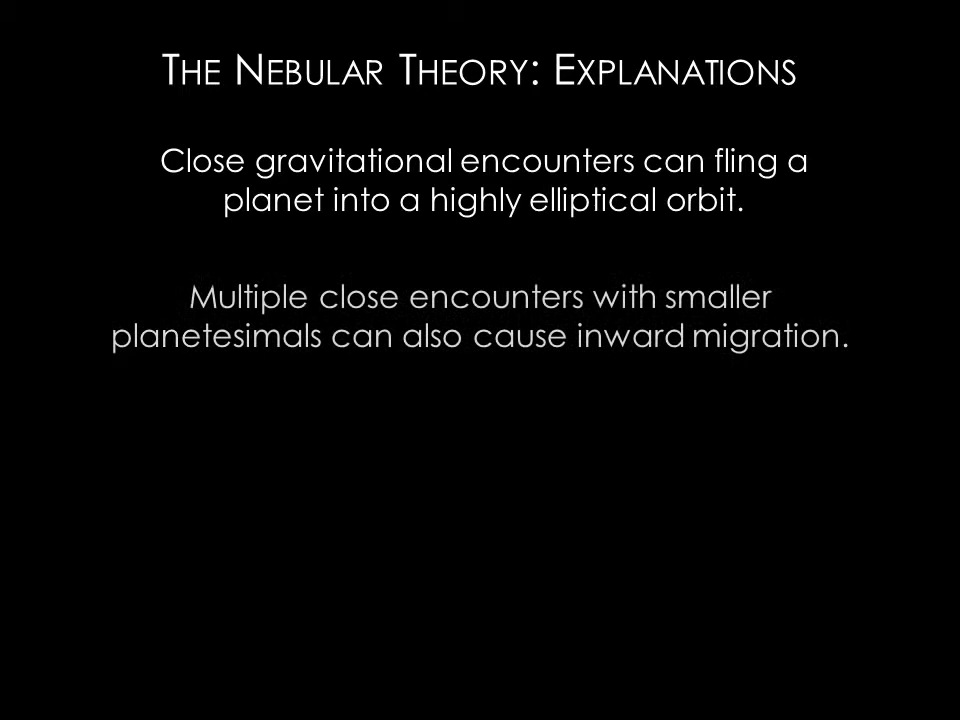 The Nebular Theory: Explanations
Close gravitational encounters can fling a
planet into a highly elliptical orbit.
Multiple close encounters with smaller
planetesimals can also cause inward migration.